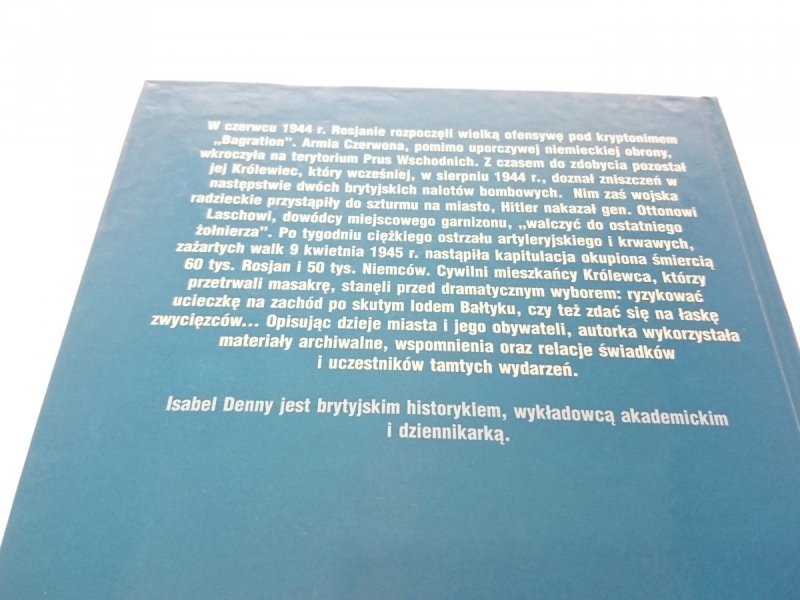 W czerwcu 1944 r. Rosjanie rozpoczęli wielką ofensywę pod kryptonimem
„Bagration”. Armia Czerwona, pomimo uporczywej niemieckiej obrony,
wkroczyła na terytorium Prus Wschodnich. Z czasem do zdobycia pozostał
jej Królewiec, który wcześniej, w sierpniu 1944 r., doznał zniszczeń w
następstwie dwóch brytyjskich nalotów bombowych. Nim zaś wojska
radzieckie przystąpiły do szturmu na miasto, Hitler nakazał gen. Ottonowi
Laschowi, dowódcy miejscowego garnizonu, „walczyć do ostatniego
żołnierza”. Po tygodniu ciężkiego ostrzału artyleryjskiego i krwawych,
zażartych walk 9 kwietnia 1945 r. nastąpiła kapitulacja okupiona śmiercią
60 tys. Rosjan i 50 tys. Niemców. Cywilni mieszkańcy Królewca, którzy
przetrwali masakrę, stanęli przed dramatycznym wyborem: ryzykować
ucieczkę na zachód po skutym lodem Bałtyku, czy też zdać się na łaskę
zwycięzców... Opisując dzieje miasta i jego obywateli, autorka wykorzystała
materiały archiwalne, wspomnienia oraz relacje świadków
i uczestników tamtych wydarzeń.
Isabel Denny jest brytyjskim historykiem, wykładowcą akademickim
i dziennikarką.